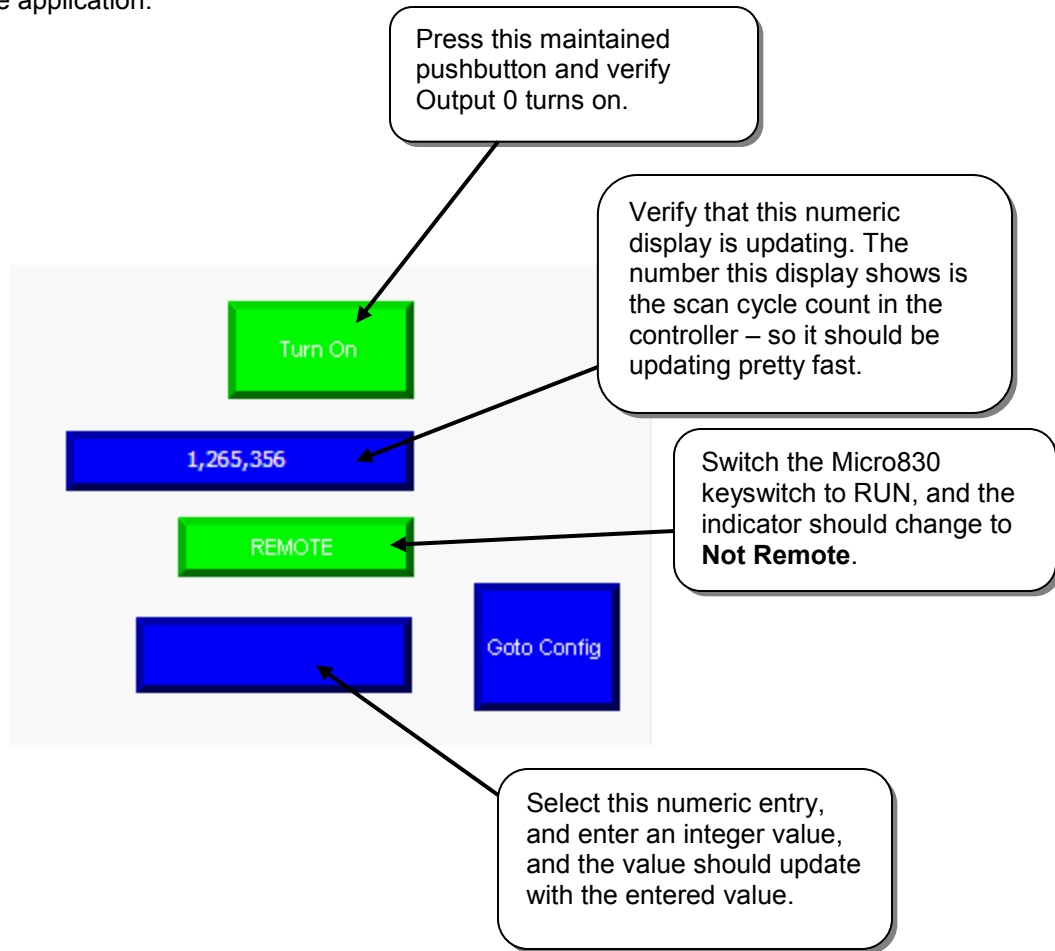 e application.
Press this maintained
pushbutton and verify
Output 0 turns on.
Verify that this numeric
display is updating. The
number this display shows is
the scan cycle count in the
controller – so it should be
updating pretty fast.
Turn On
1,265,356
Switch the Micro830
keyswitch to RUN, and the
indicator should change to
Not Remote.
REMOTE
Goto Config
Select this numeric entry,
and enter an integer value,
and the value should update
with the entered value.